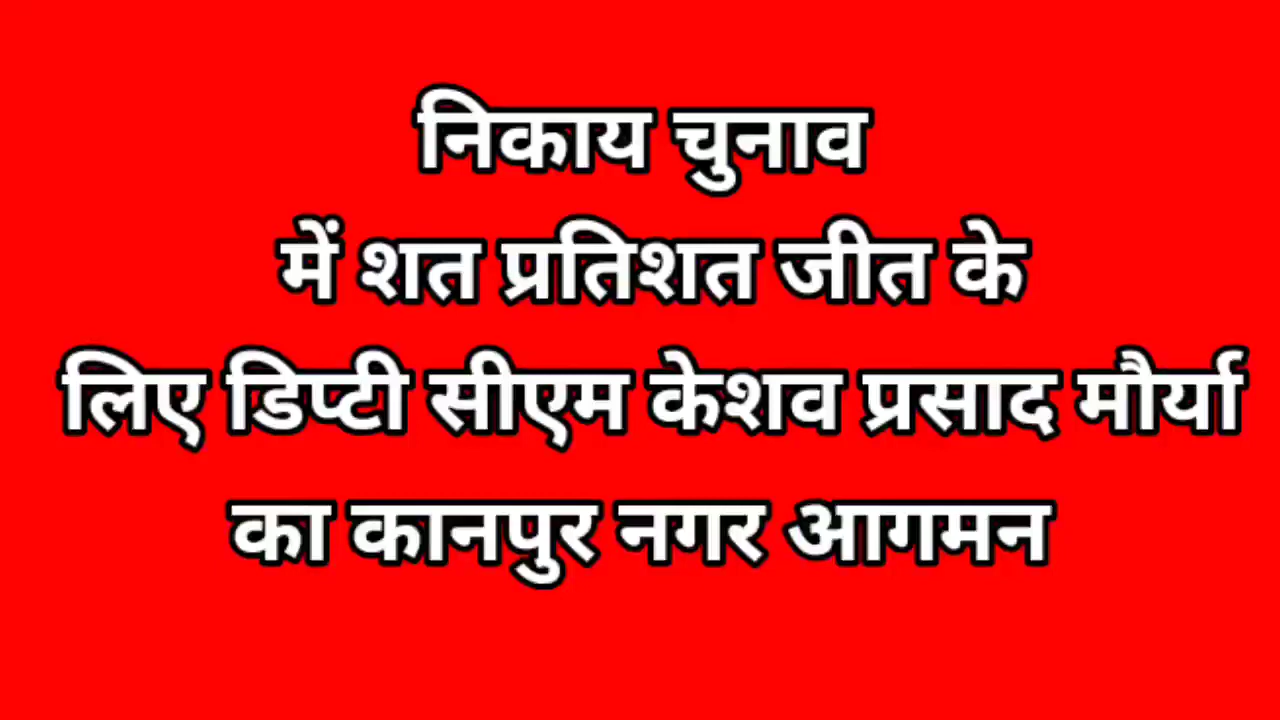 निकाय चुनाव
में शत प्रतिशत जीत के
लिए डिप्टी सीएम केशव प्रसाद मौर्या
का कानपुर नगर आगमन